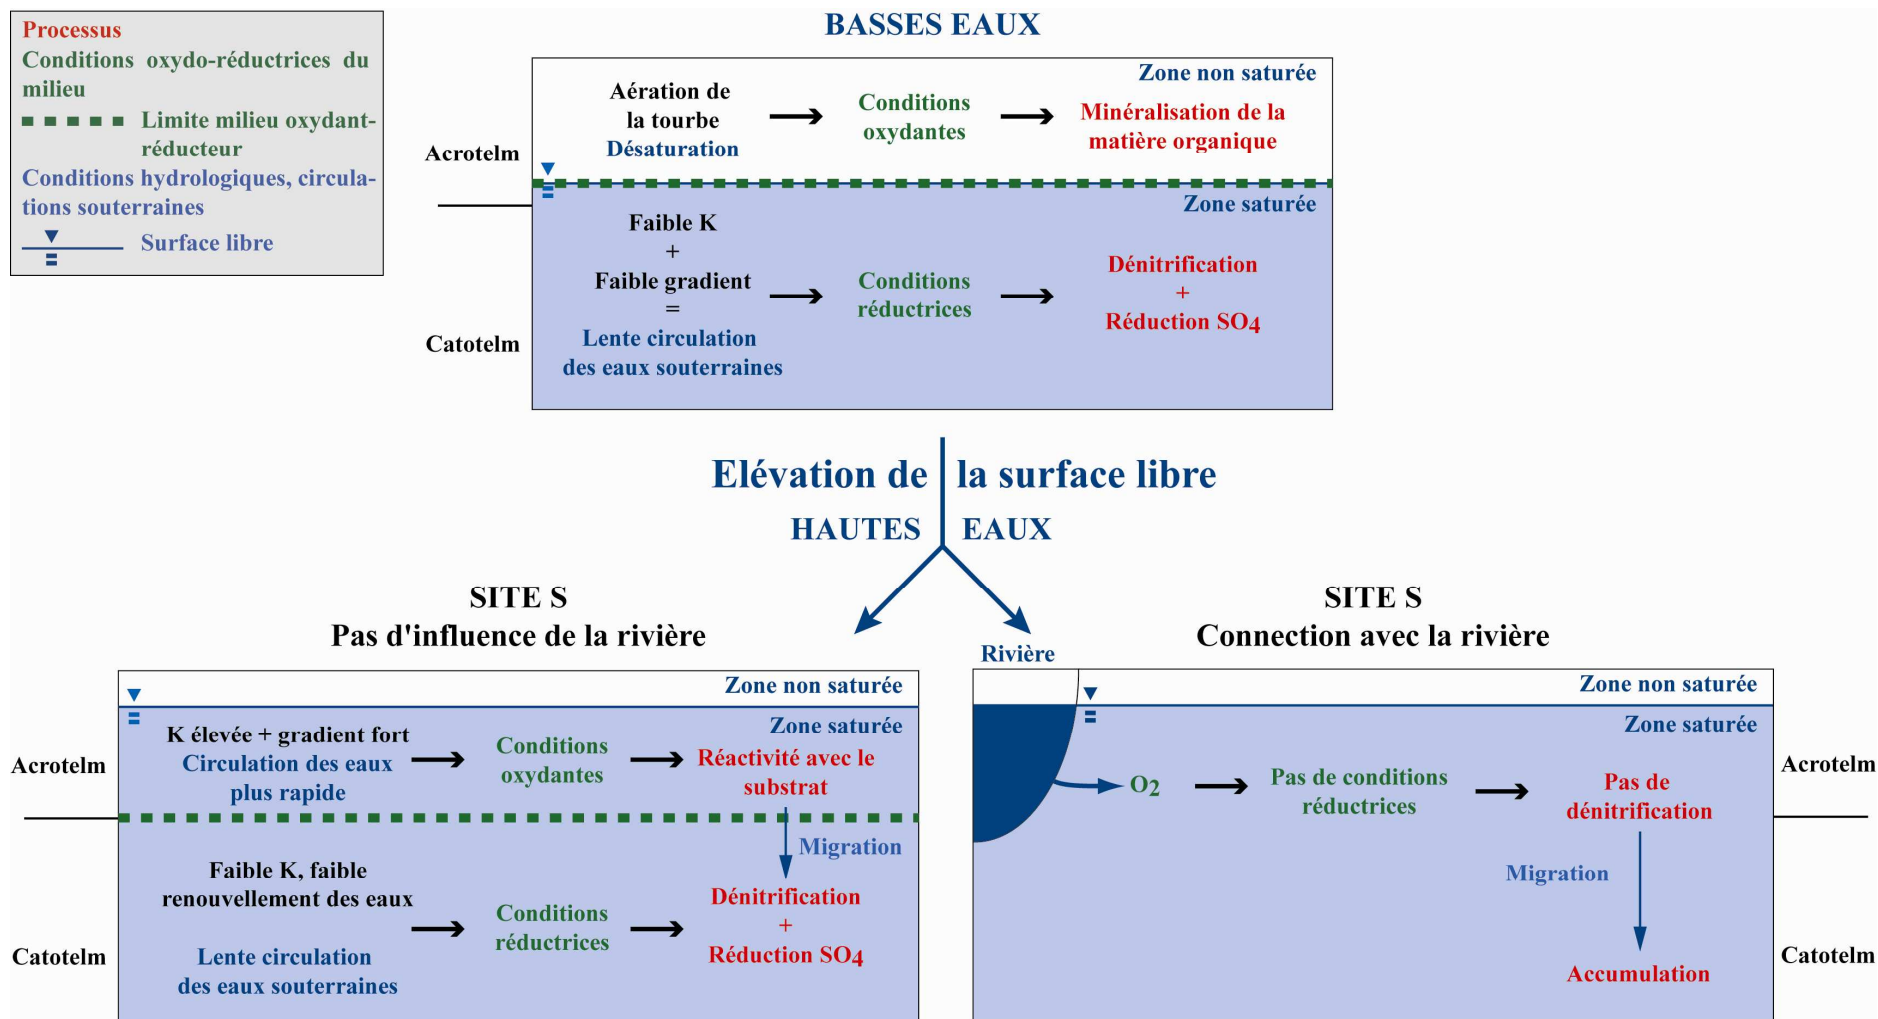 Processus
Conditions oxydo-réductrices du
milieu
Limite milieu oxydant-
réducteur
Conditions hydrologiques, circula-
tions souterraines
Surface libre
BASSES EAUX
Zone non saturée
Aération de
la tourbe
Désaturation
Conditions
oxydantes
Minéralisation de la
matière organique
Acrotelm
Zone saturée
Faible K
+
Faible gradient
=
Lente circulation
des eaux souterraines
Conditions
réductrices
Dénitrification
+
Réduction SO4
Catotelm
Elévation de la surface libre
HAUTES EAUX
SITE S
Pas d'influence de la rivière
Zone non saturée
Zone saturée
K élevée + gradient fort
Circulation des eaux
plus rapide
Conditions
oxydantes
Réactivité avec le
substrat
Acrotelm
Migration
Faible K, faible
renouvellement des eaux
Lente circulation
des eaux souterraines
Conditions
réductrices
Dénitrification
+
Réduction SO4
Catotelm
SITE S
Connection avec la rivière
Rivière
Zone non saturée
Zone saturée
O2
Pas de conditions
réductrices
Pas de
dénitrification
Acrotelm
Migration
Accumulation
Catotelm